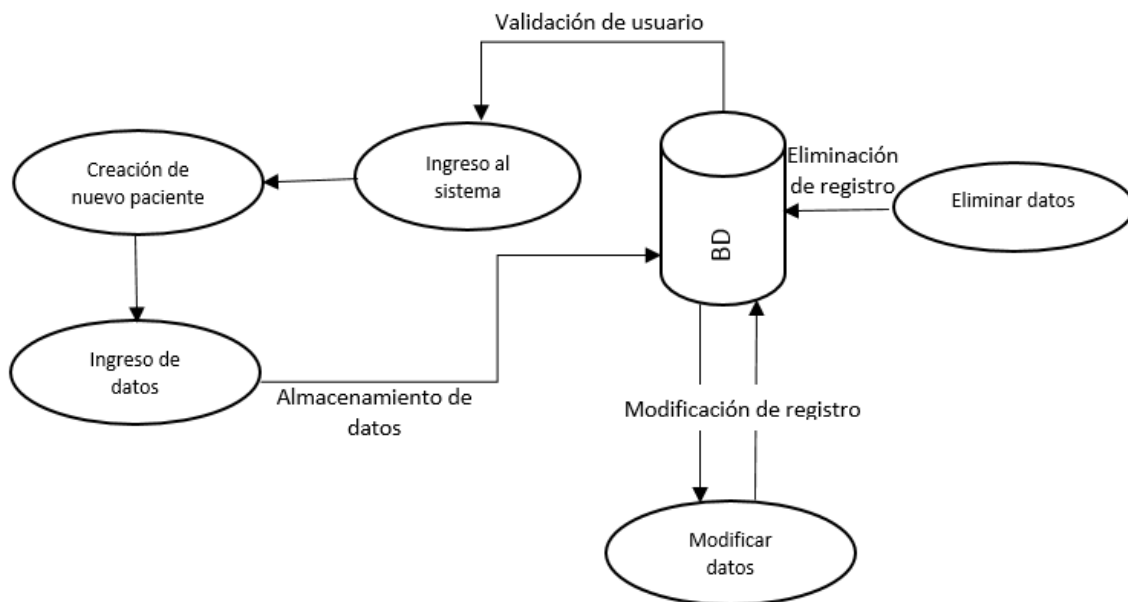 Validación de usuario
Creación de
nuevo paciente
Ingreso al
sistema
Eliminación
de registro
Eliminar datos
BD
Ingreso de
datos
Almacenamiento de
datos
Modificación de registro
Modificar
datos